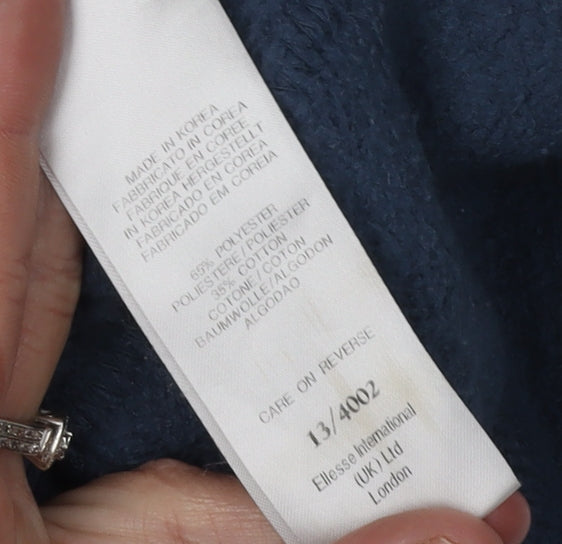 MADE IN KOREA
FABBRICATO IN COREA
FABRIQUE EN COREE
IN KOREA HERGESTELLT
FABRICADO EN COREA
FABRICADO EM COREIA
65% POLYESTER
POLIESTERE/POLIESTER
35% COTTON
COTONE/COTON
BAUMWOLLE/ALGODON
ALGODAO
CARE ON REVERSE
13/4002
Ellesse International
(UK) Ltd
London